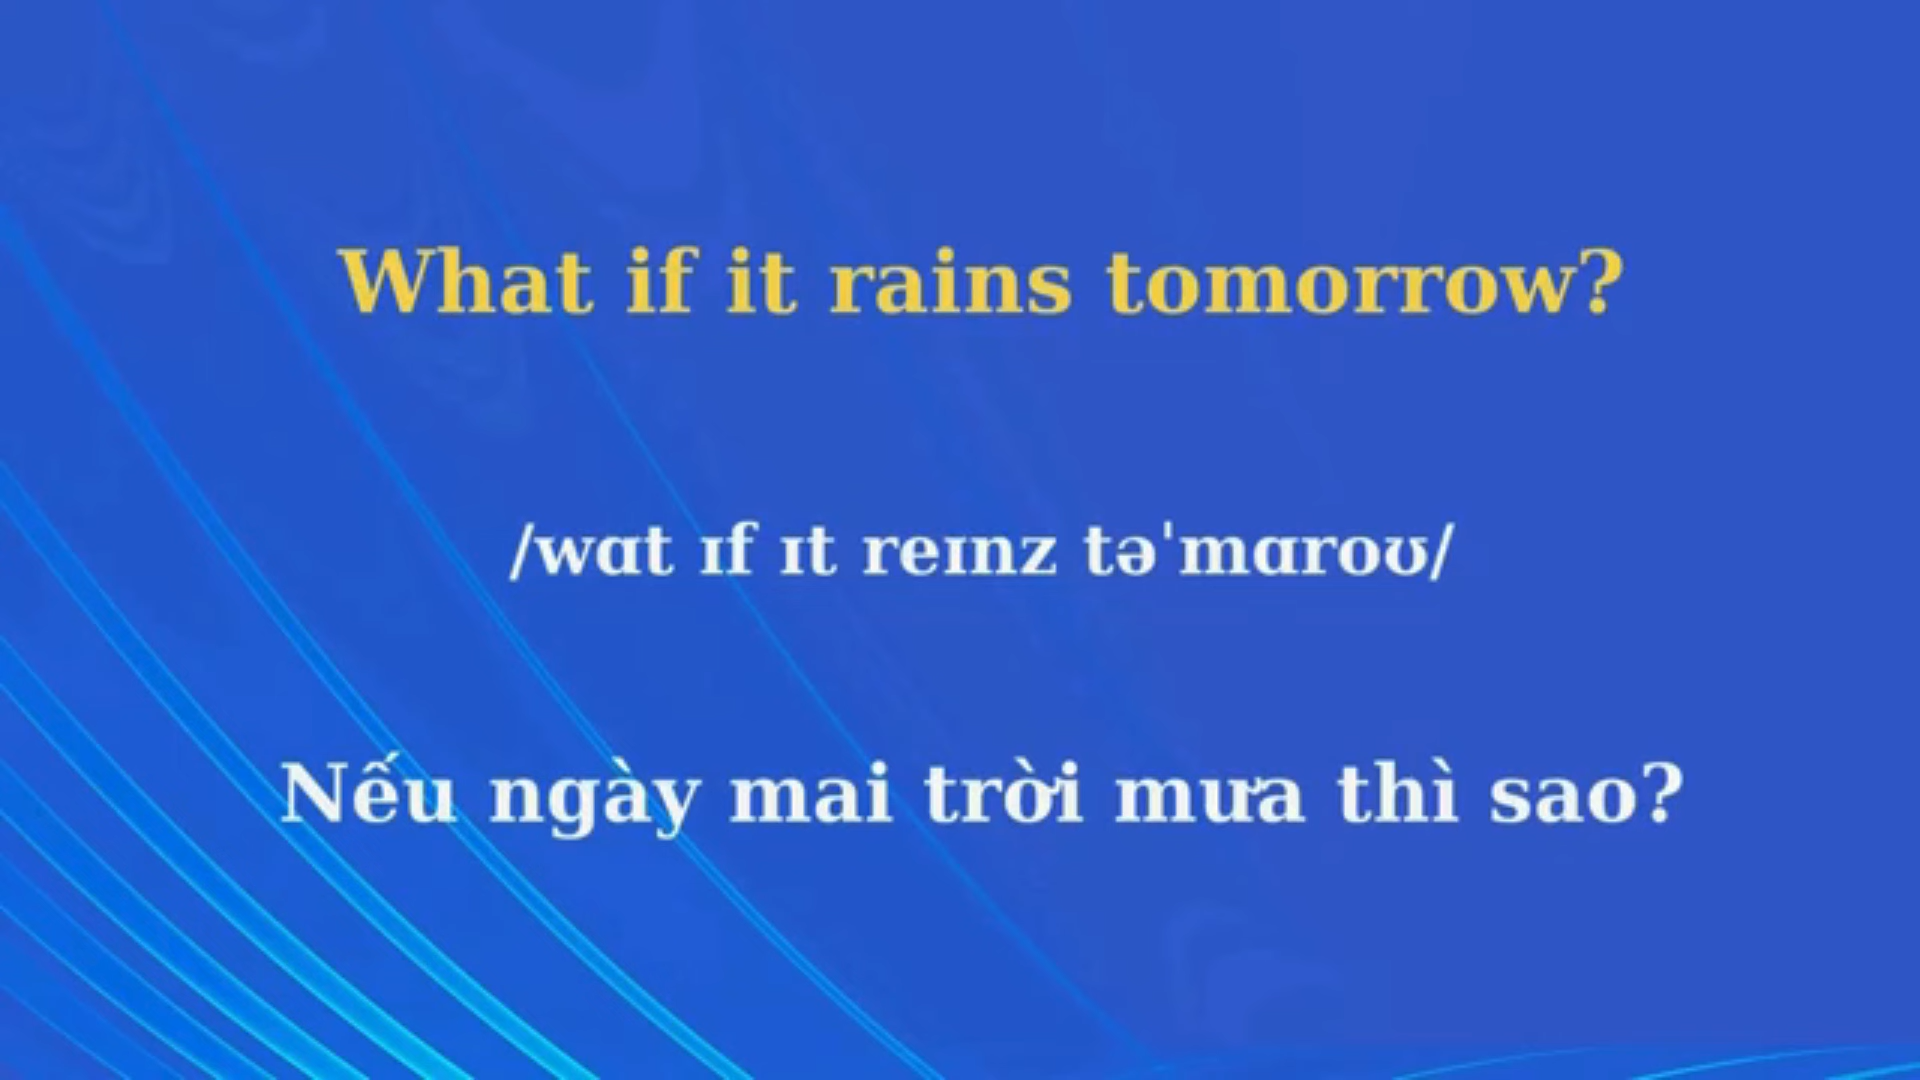 What if it rains tomorrow?
/wɑt ɪf ɪt reɪnz təˈmɑroʊ/
Nếu ngày mai trời mưa thì sao?